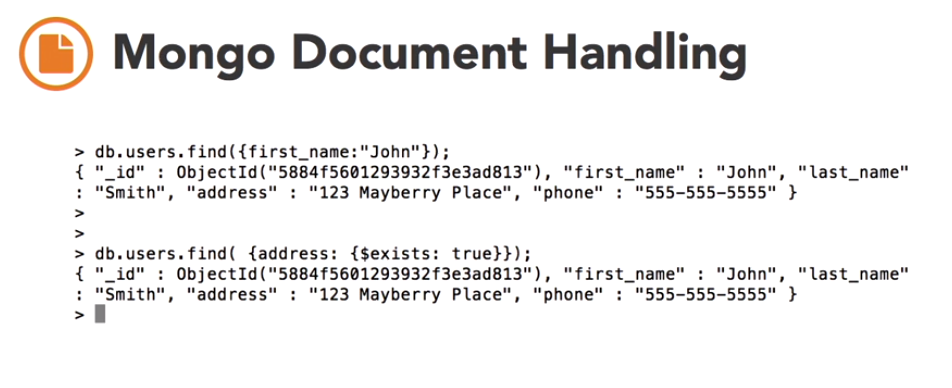 Mongo Document Handling
> db.users.find({first_name:"John"});
{ "_id" : ObjectId("5884f5601293932f3e3ad813"), "first_name" : "John", "last_name"
: "Smith", "address" : "123 Mayberry Place", "phone" : "555-555-5555" }
>
>
> db.users.find( {address: {$exists: true}});
{ "_id" : ObjectId("5884f5601293932f3e3ad813"), "first_name" : "John", "last_name"
: "Smith", "address" : "123 Mayberry Place", "phone" : "555-555-5555" }
>